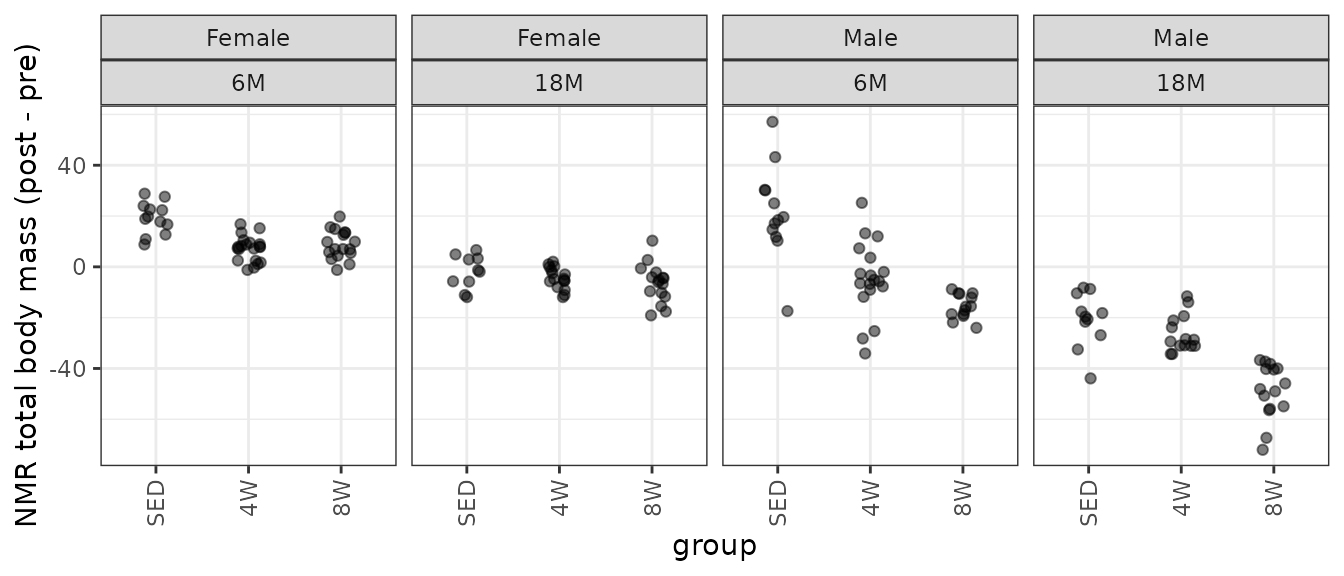 Female Female Male Male
6M 18M 6M 18M
NMR total body mass (post - pre)
40
0
-40
SED 4W 8W SED 4W 8W SED 4W 8W SED 4W 8W
group